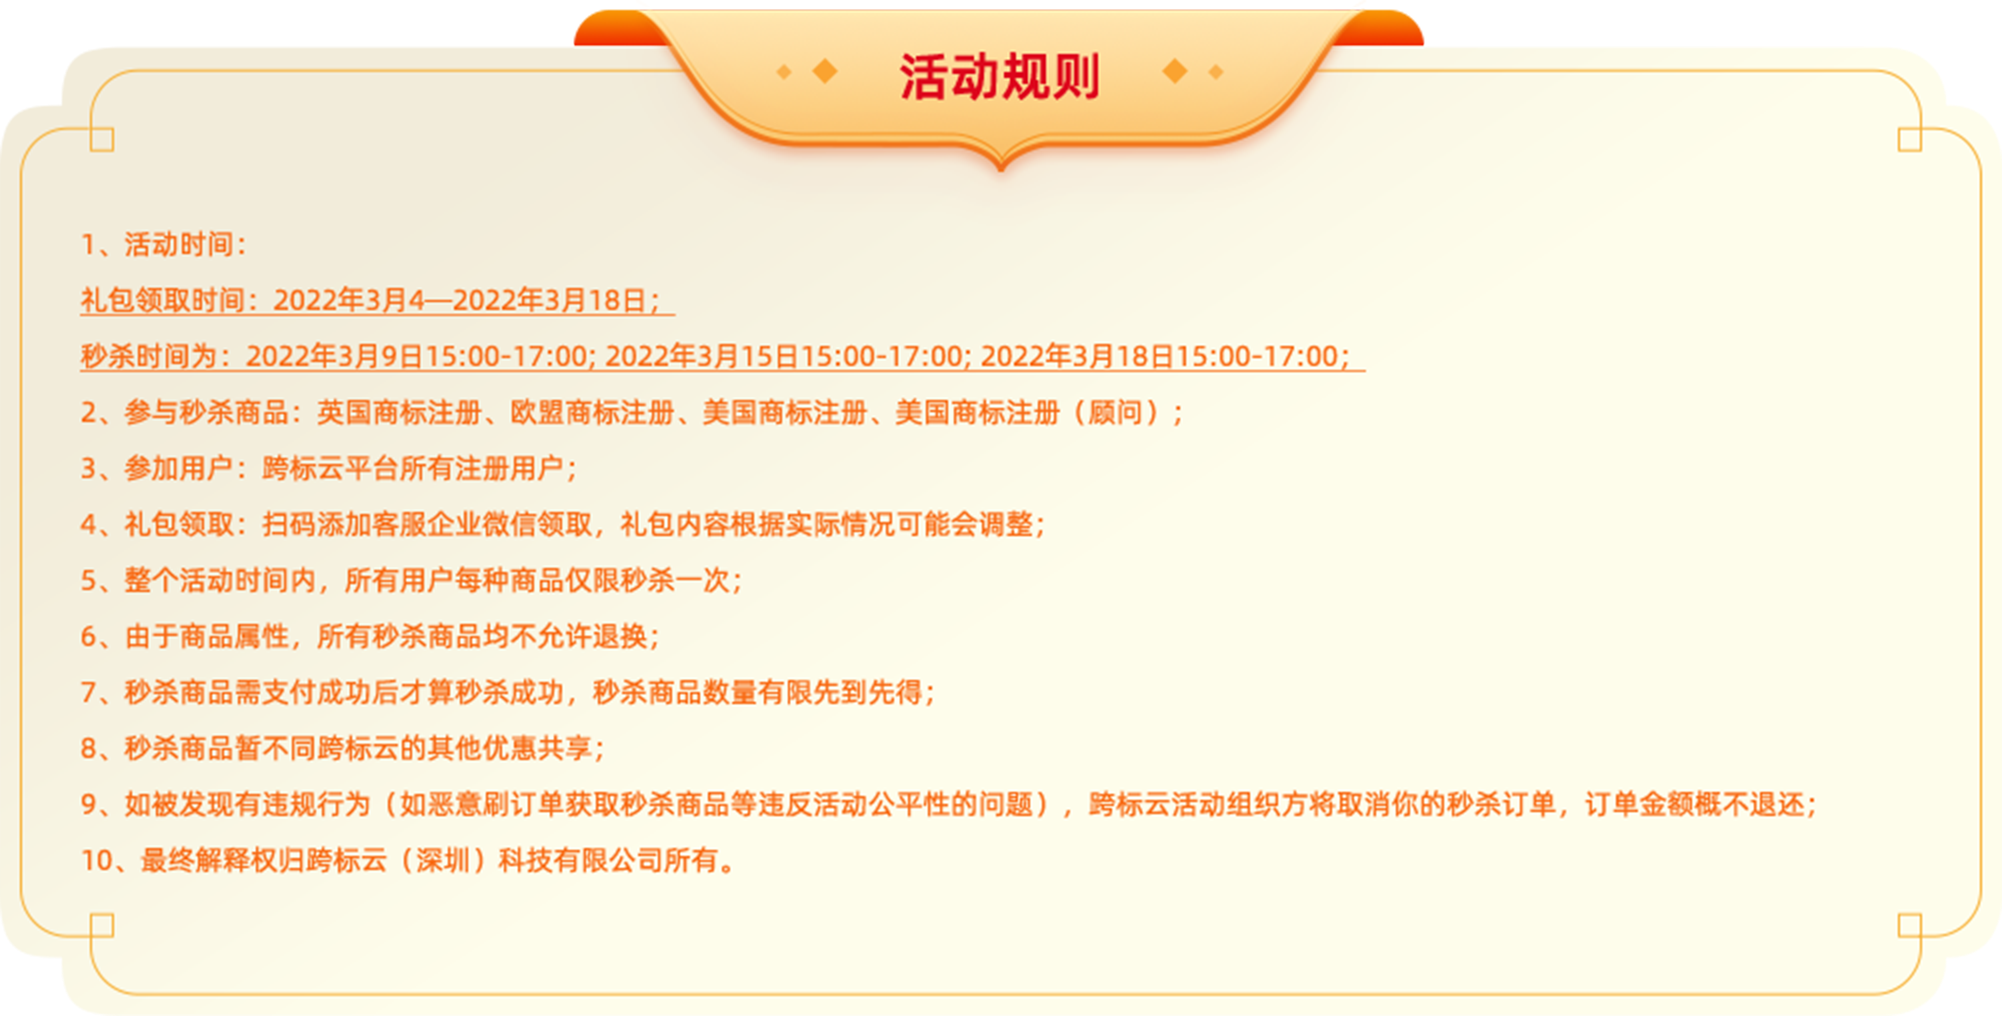 活动规则
1、活动时间：
礼包领取时间：2022年3月4—2022年3月18日；
秒杀时间为：2022年3月9日15:00-17:00; 2022年3月15日15:00-17:00; 2022年3月18日15:00-17:00；
2、参与秒杀商品：英国商标注册、欧盟商标注册、美国商标注册、美国商标注册（顾问）；
3、参加用户：跨标云平台所有注册用户；
4、礼包领取：扫码添加客服企业微信领取，礼包内容根据实际情况可能会调整；
5、整个活动时间内，所有用户每种商品仅限秒杀一次；
6、由于商品属性，所有秒杀商品均不允许退换；
7、秒杀商品需支付成功后才算秒杀成功，秒杀商品数量有限先到先得；
8、秒杀商品暂不同跨标云的其他优惠共享；
9、如被发现有违规行为（如恶意刷订单获取秒杀商品等违反活动公平性的问题），跨标云活动组织方将取消你的秒杀订单，订单金额概不退还；
10、最终解释权归跨标云（深圳）科技有限公司所有。